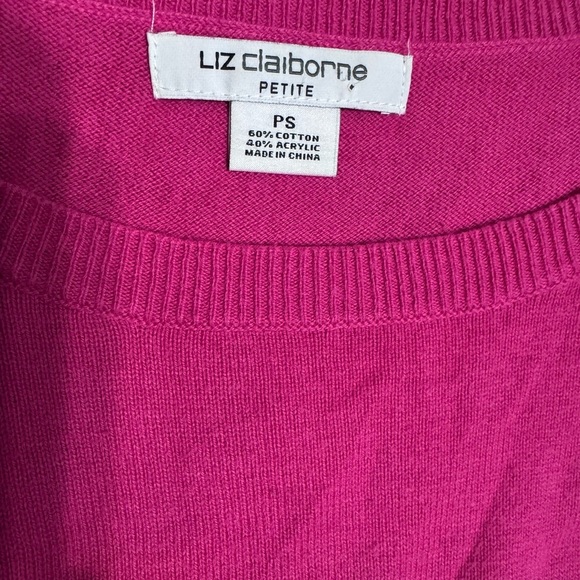 Liz claiborne
PETITE
PS
60% COTTON
40% ACRYLIC
MADE IN CHINA